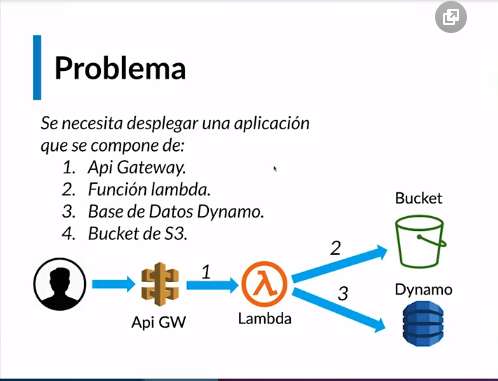 Problema
Se necesita desplegar una aplicación
que se compone de:
1. Api Gateway.
2. Función lambda.
3. Base de Datos Dynamo.
4. Bucket de S3.
Bucket
2
1
3
Dynamo
Api GW
Lambda